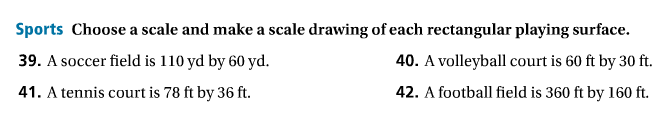 Sports Choose a scale and make a scale drawing of each rectangular playing surface.
39. A soccer field is 110 yd by 60 yd.
40. A volleyball court is 60 ft by 30 ft.
41. A tennis court is 78 ft by 36 ft.
42. A football field is 360 ft by 160 ft.